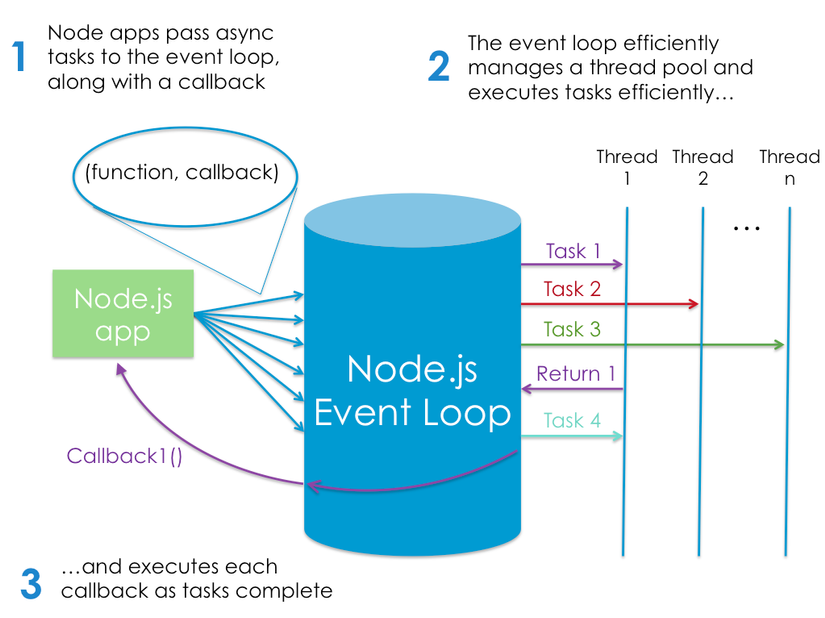 1
Node apps pass async
tasks to the event loop,
along with a callback
2
The event loop efficiently
manages a thread pool and
executes tasks efficiently…
(function, callback)
Thread
1
Thread
2
Thread
n
…
Node.js
app
Task 1
Task 2
Task 3
Return 1
Task 4
Node.js
Event Loop
Callback1()
3
…and executes each
callback as tasks complete